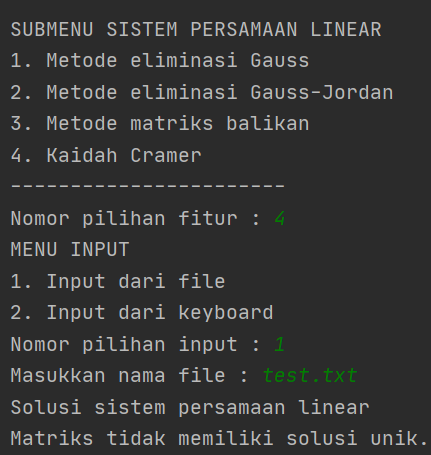 SUBMENU SISTEM PERSAMAAN LINEAR
1. Metode eliminasi Gauss
2. Metode eliminasi Gauss-Jordan
3. Metode matriks balikan
4. Kaidah Cramer
-----------------------
Nomor pilihan fitur : 4
MENU INPUT
1. Input dari file
2. Input dari keyboard
Nomor pilihan input : 1
Masukkan nama file : test.txt
Solusi sistem persamaan linear
Matriks tidak memiliki solusi unik.